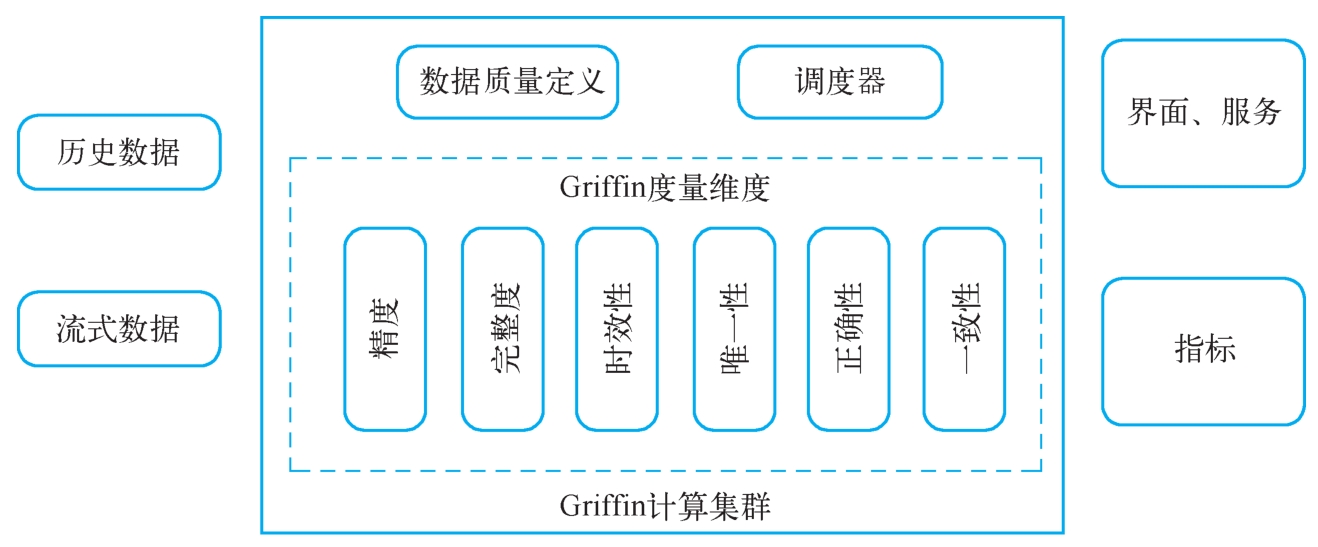 历史数据
流式数据
数据质量定义
调度器
Griffin度量维度
精度
完整度
时效性
唯一性
正确性
一致性
Griffin计算集群
界面、服务
指标